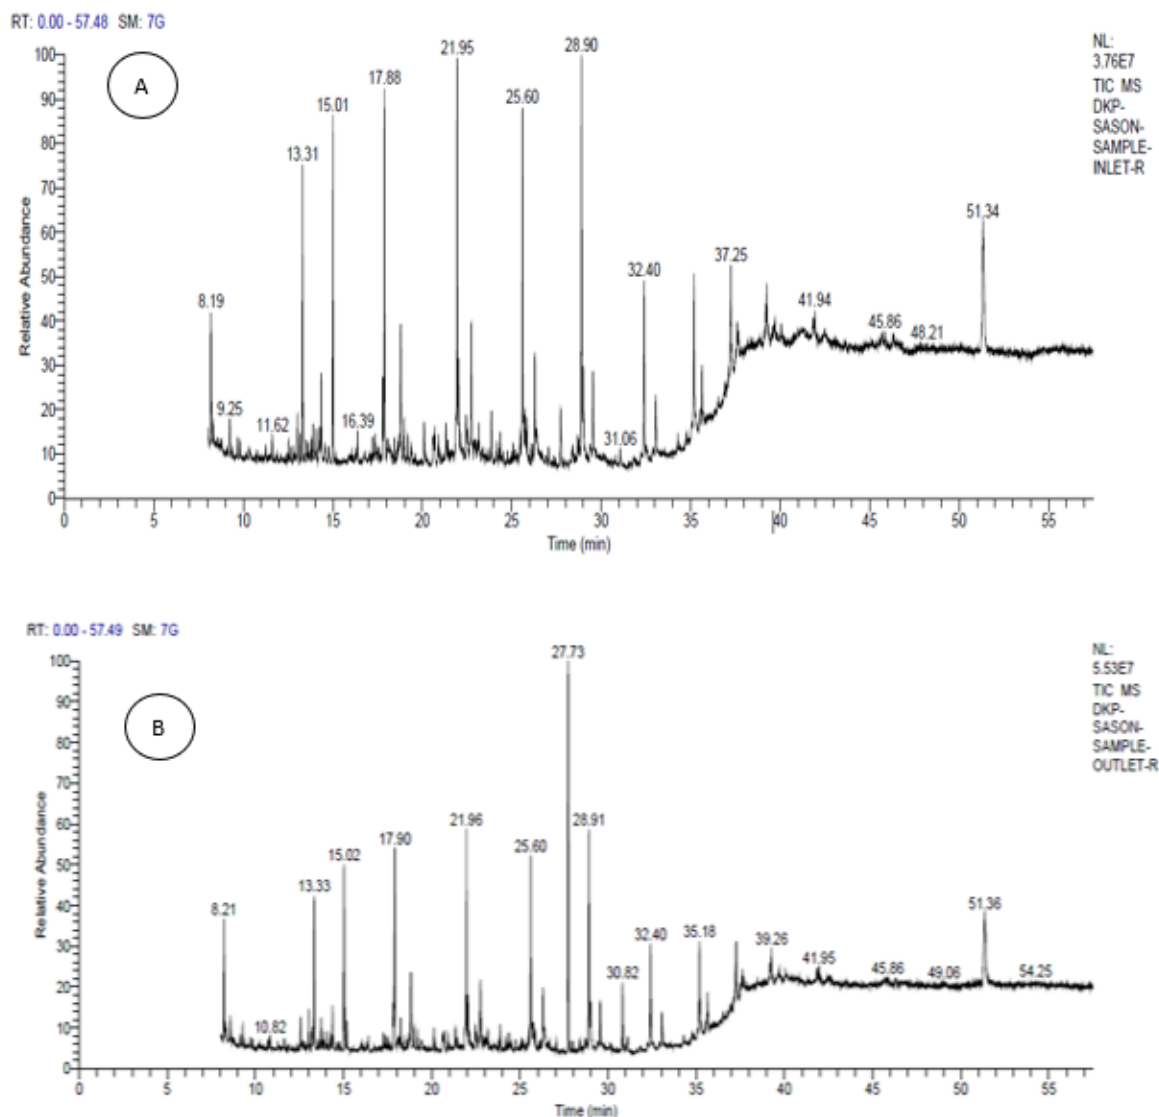 RT: 0.00 - 57.48 SM: 7G
A
NL:
3.76E7
TIC MS
DKP-
SASON-
SAMPLE-
INLET-R
Relative Abundance
100
90
80
70
60
50
40
30
20
10
0
8.19
9.25
11.62
13.31
15.01
16.39
17.88
21.95
25.60
28.90
31.06
32.40
37.25
41.94
45.86
48.21
51.34
0 5 10 15 20 25 30 35 40 45 50 55
Time (min)
RT: 0.00 - 57.49 SM: 7G
B
NL:
5.53E7
TIC MS
DKP-
SASON-
SAMPLE-
OUTLET-R
Relative Abundance
100
90
80
70
60
50
40
30
20
10
0
8.21
10.82
13.33
15.02
17.90
21.96
25.60
27.73
28.91
30.82
32.40
35.18
39.26
41.95
45.86
49.06
51.36
54.25
0 5 10 15 20 25 30 35 40 45 50 55
Time (min)